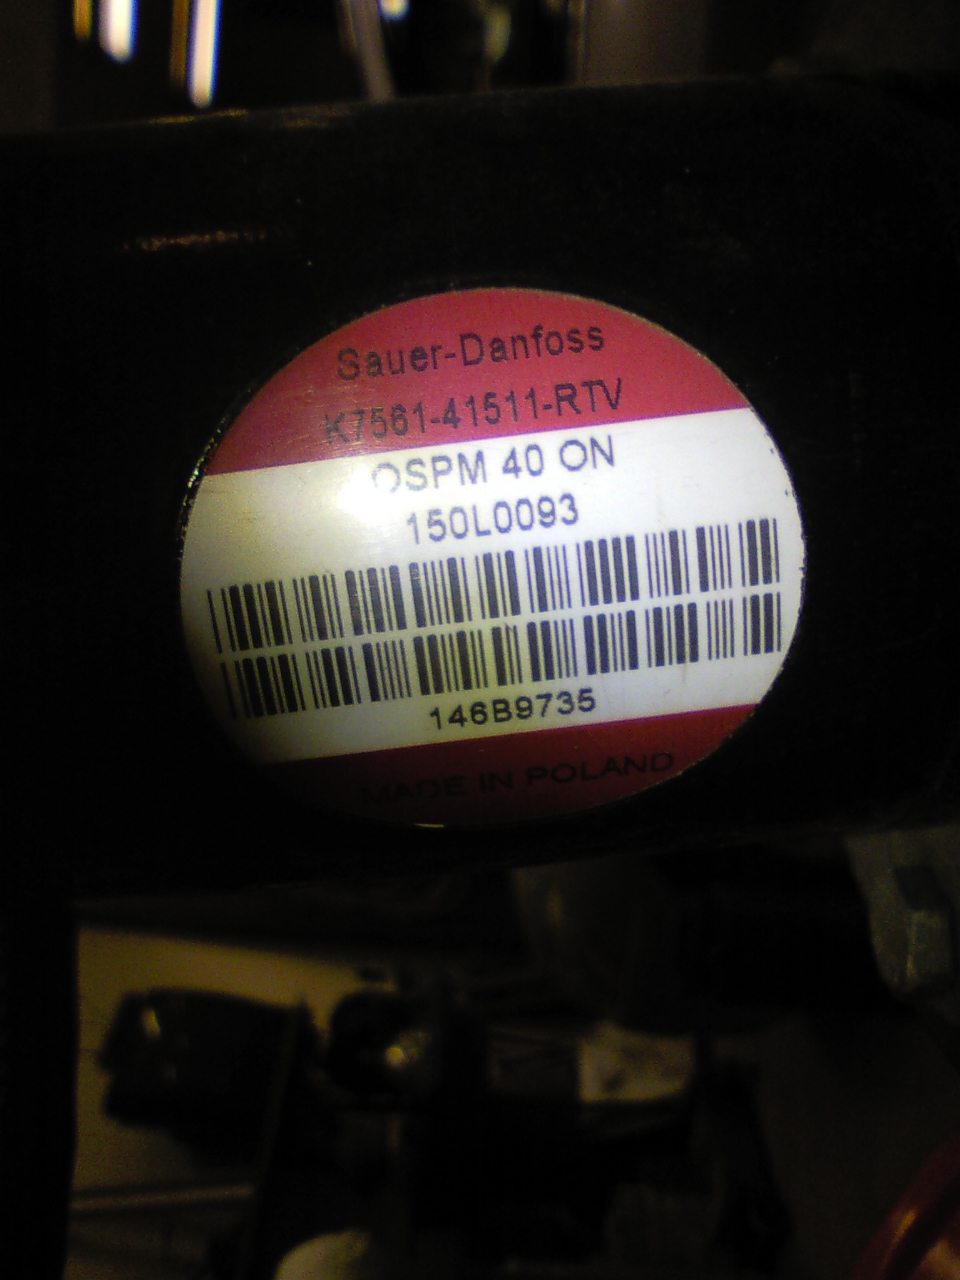 Sauer-Danfoss
K7561-41511-RTV
OSPM 40 ON
150L0093
146B9735
MADE IN POLAND